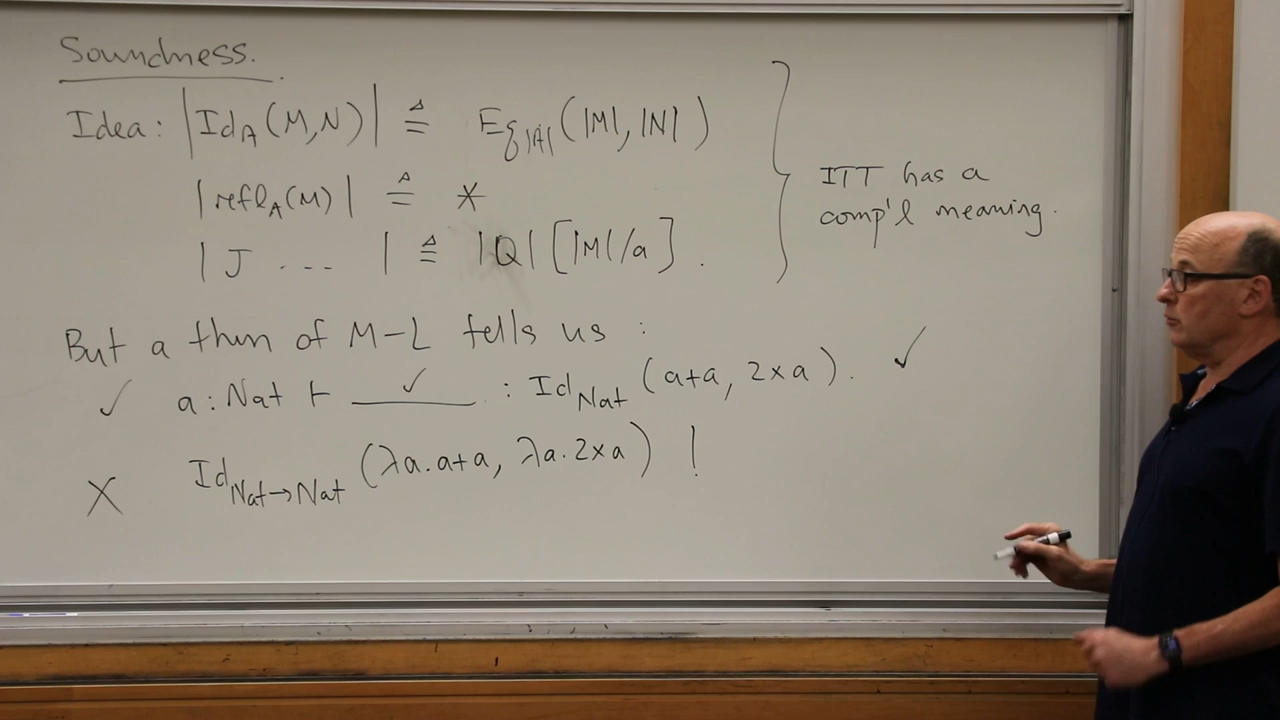 Soundness.
Idea: |Id_A(M,N)| ≜ Eq_|A|(|M|, |N|)
|refl_A(M)| ≜ *
|J ... | ≜ |Q| [|M|/a].
ITT has a
comp'l meaning.
But a thm of M-L tells us :
✓ a:Nat ⊢ ✓ : Id_Nat (a+a, 2×a). ✓
X Id_Nat→Nat (λa.a+a, λa.2×a) !